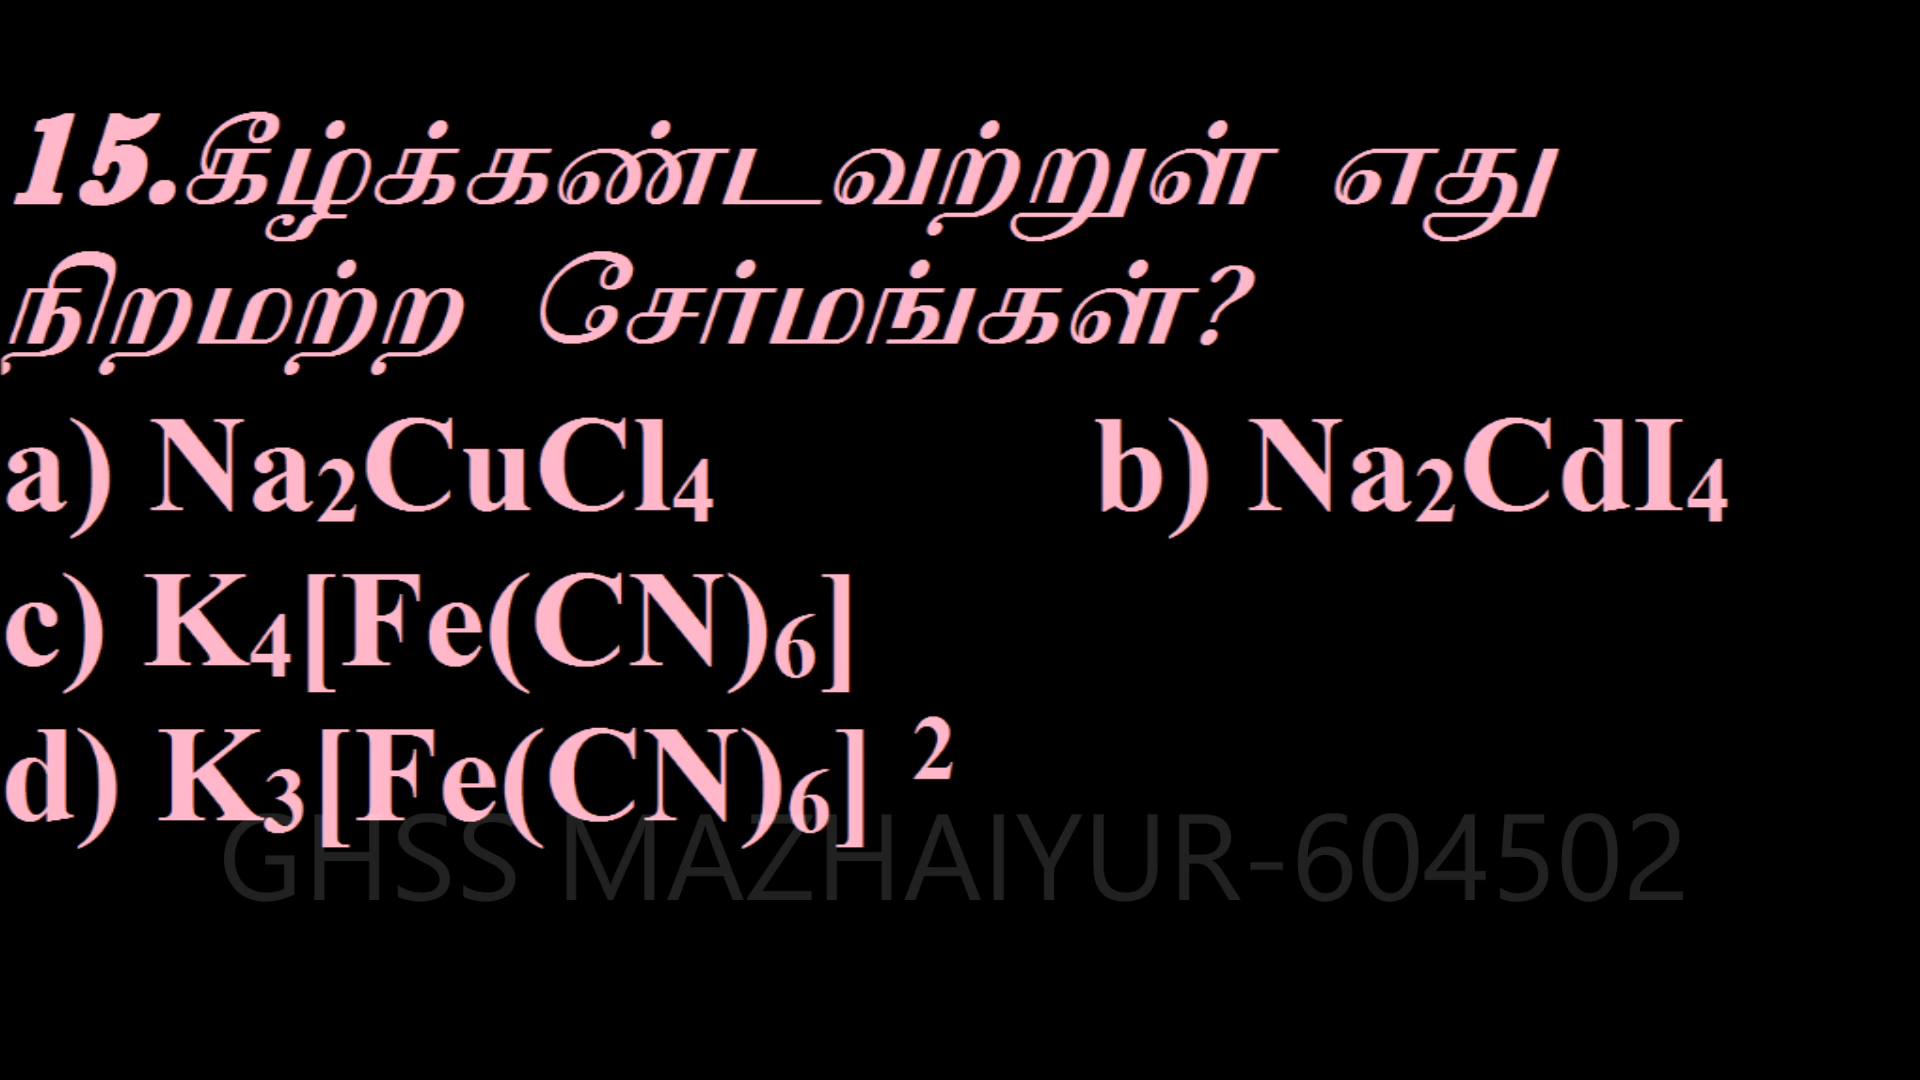 15.கீழ்க்கண்டவற்றுள் எது
நிறமற்ற சேர்மங்கள்?
a) Na₂CuCl₄ b) Na₂CdI₄
c) K₄[Fe(CN)₆]
d) K₃[Fe(CN)₆] ²
GHSS MAZHAIYUR-604502